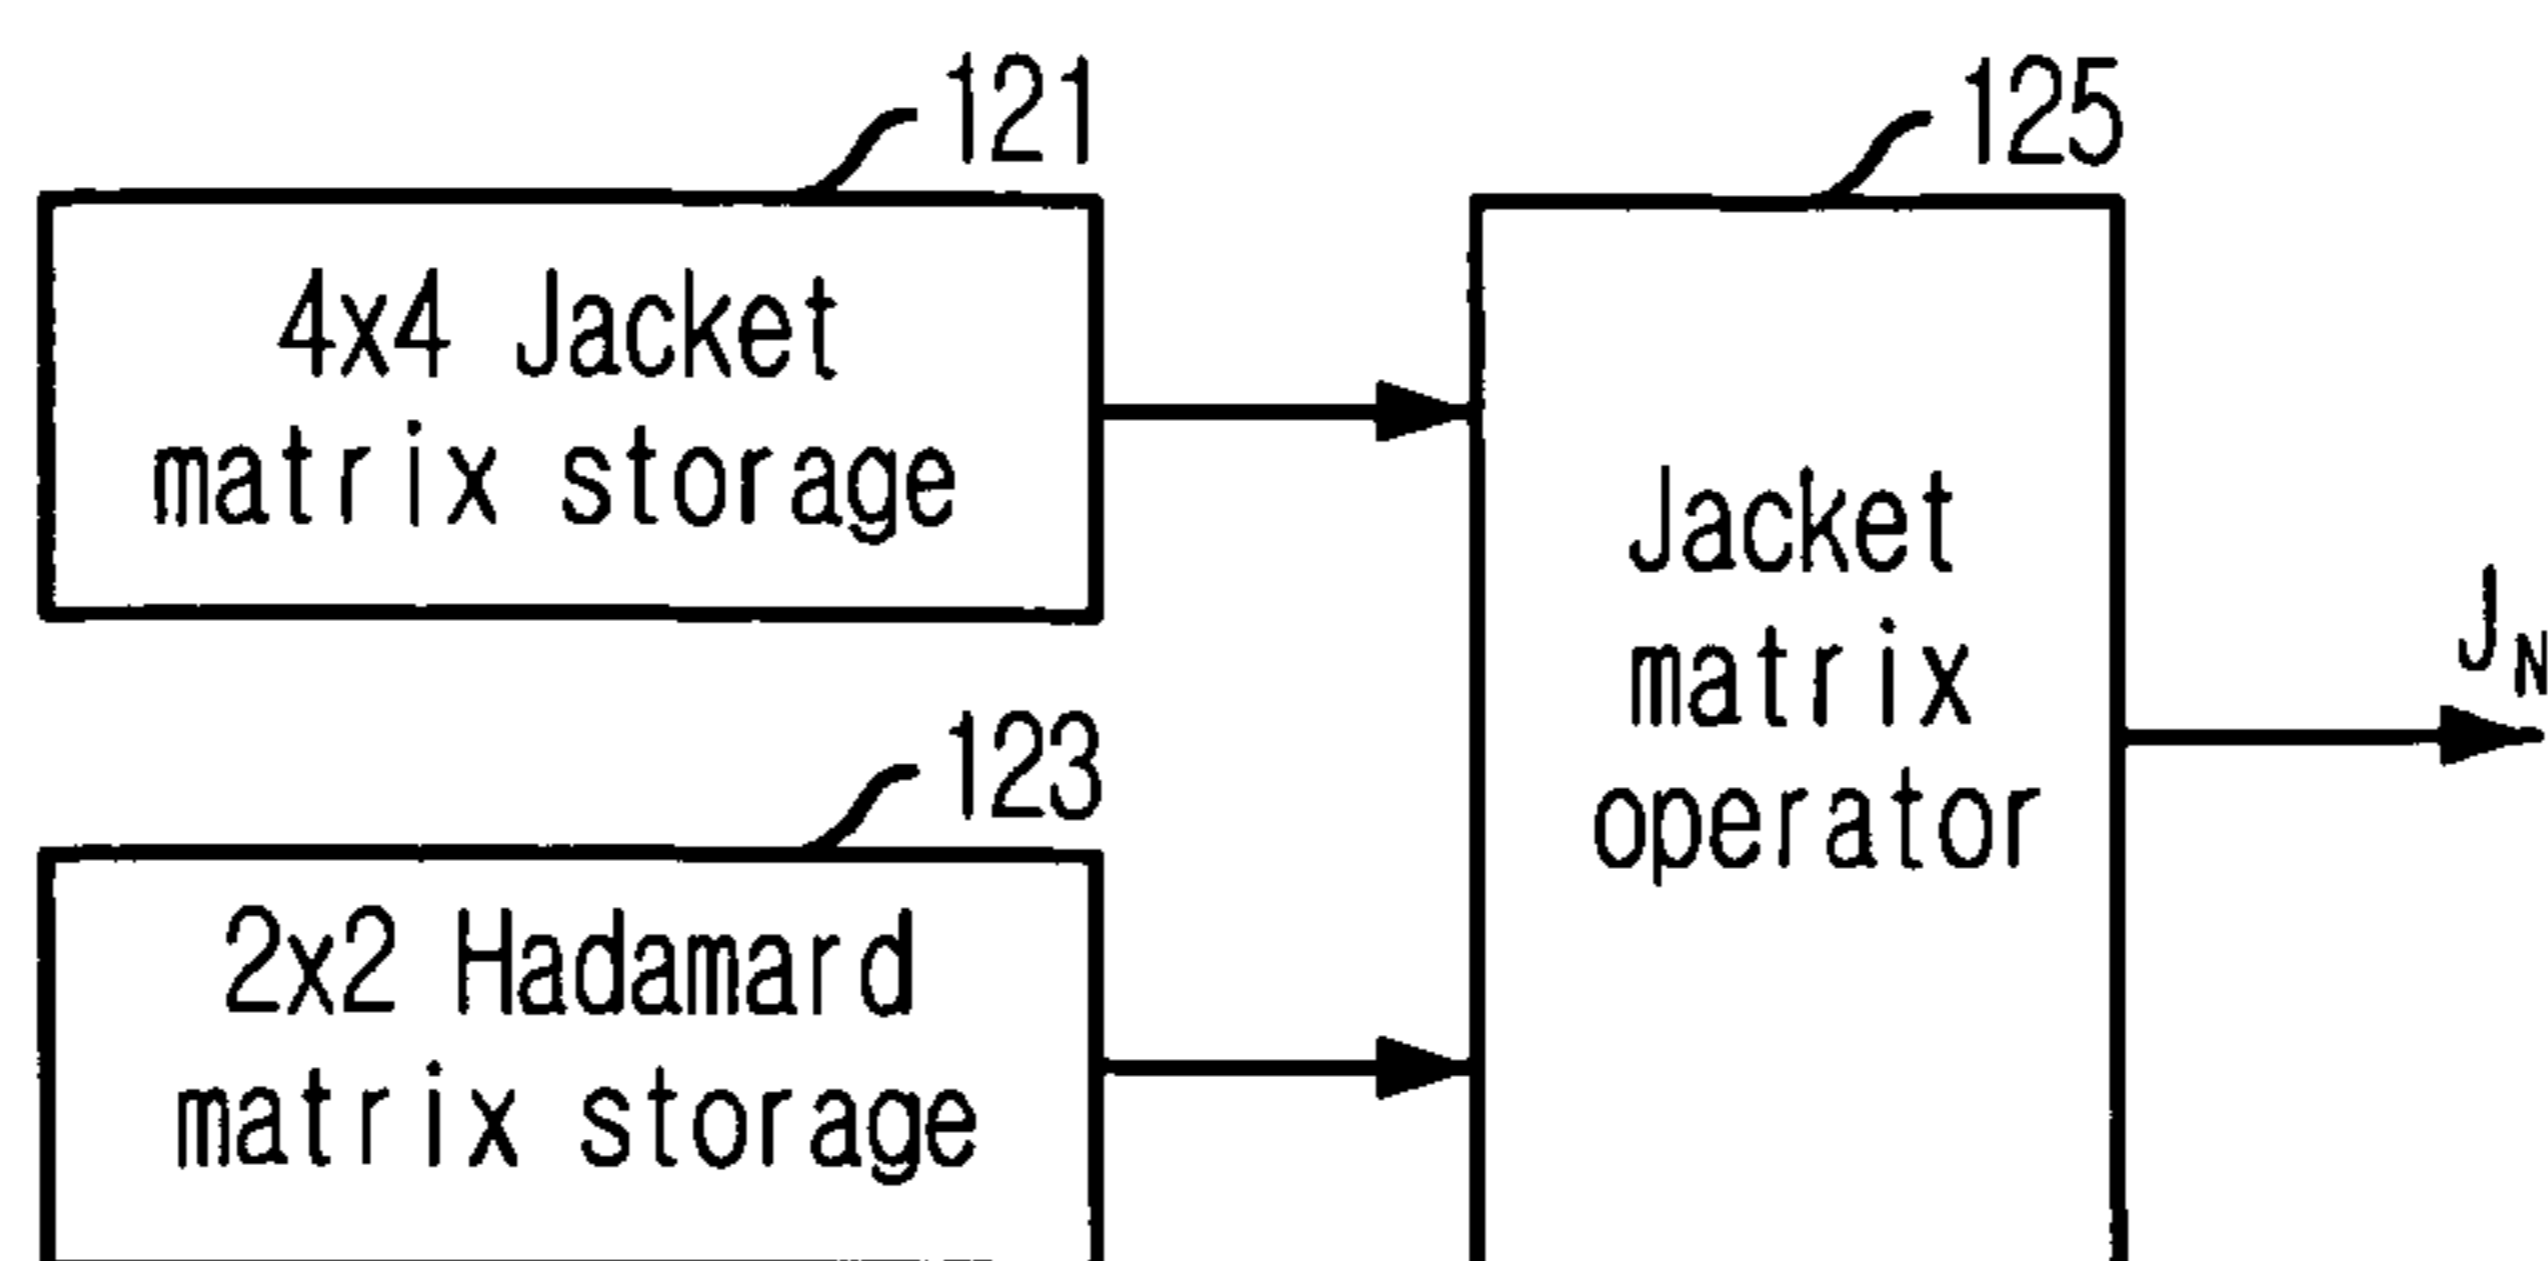 121
4x4 Jacket
matrix storage
123
2x2 Hadamard
matrix storage
125
Jacket
matrix
operator
J_N